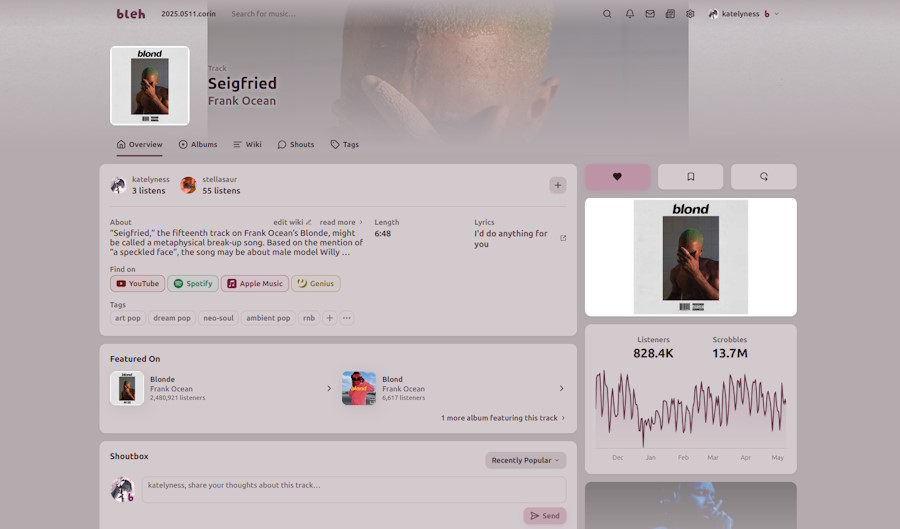 bleh
2025.0511.corin
Search for music...
katelyness
b
blond
Track
Seigfried
Frank Ocean
Overview
Albums
Wiki
Shouts
Tags
katelyness
3 listens
stellasaur
55 listens
About
edit wiki
read more
"Seigfried," the fifteenth track on Frank Ocean's Blonde, might
be called a metaphysical break-up song. Based on the mention of
"a speckled face", the song may be about male model Willy …
Length
6:48
Lyrics
I'd do anything for
you
Find on
YouTube
Spotify
Apple Music
Genius
Tags
art pop
dream pop
neo-soul
ambient pop
rnb
blond
Listeners
828.4K
Scrobbles
13.7M
Dec
Jan
Feb
Mar
Apr
May
Featured On
Blonde
Frank Ocean
2,480,921 listeners
blond
Blond
Frank Ocean
6,617 listeners
1 more album featuring this track
Shoutbox
Recently Popular
b
katelyness, share your thoughts about this track...
Send